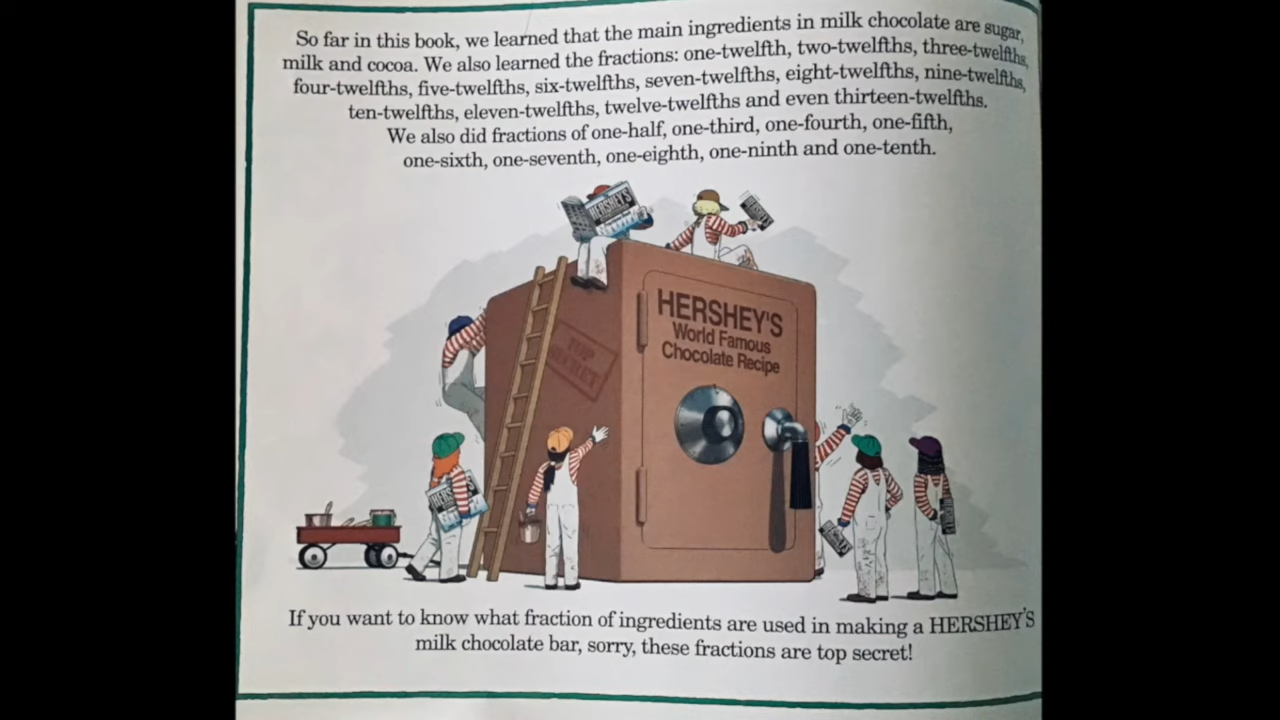 So far in this book, we learned that the main ingredients in milk chocolate are sugar,
milk and cocoa. We also learned the fractions: one-twelfth, two-twelfths, three-twelfths,
four-twelfths, five-twelfths, six-twelfths, seven-twelfths, eight-twelfths, nine-twelfths,
ten-twelfths, eleven-twelfths, twelve-twelfths and even thirteen-twelfths.
We also did fractions of one-half, one-third, one-fourth, one-fifth,
one-sixth, one-seventh, one-eighth, one-ninth and one-tenth.
HERSHEY'S
HERSHEY'S
World Famous
Chocolate Recipe
TOP
SECRET
If you want to know what fraction of ingredients are used in making a HERSHEY'S
milk chocolate bar, sorry, these fractions are top secret!